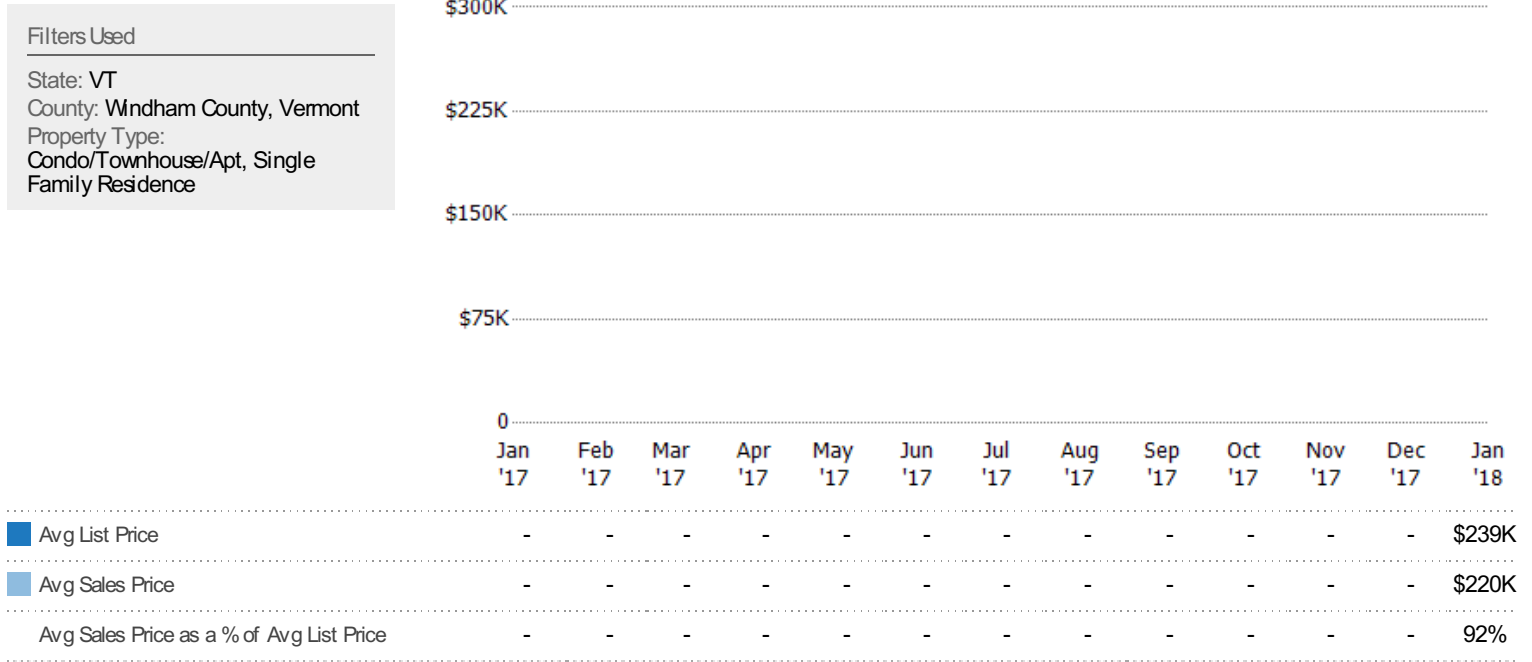 Filters Used
State: VT
County: Windham County, Vermont
Property Type:
Condo/Townhouse/Apt, Single
Family Residence
$300K
$225K
$150K
$75K
0
Jan Feb Mar Apr May Jun Jul Aug Sep Oct Nov Dec Jan
'17 '17 '17 '17 '17 '17 '17 '17 '17 '17 '17 '17 '18
Avg List Price - - - - - - - - - - - - $239K
Avg Sales Price - - - - - - - - - - - - $220K
Avg Sales Price as a % of Avg List Price - - - - - - - - - - - - 92%